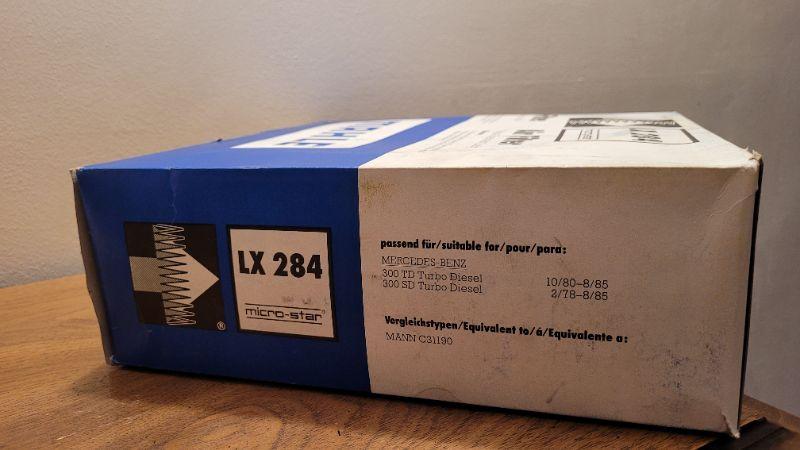 LX 284
micro-star®
®
passend für/suitable for/pour/para:
MERCEDES-BENZ
300 TD Turbo Diesel 10/80-8/85
300 SD Turbo Diesel 2/78-8/85
Vergleichstypen/Equivalent to/á/Equivalente a:
MANN C31190